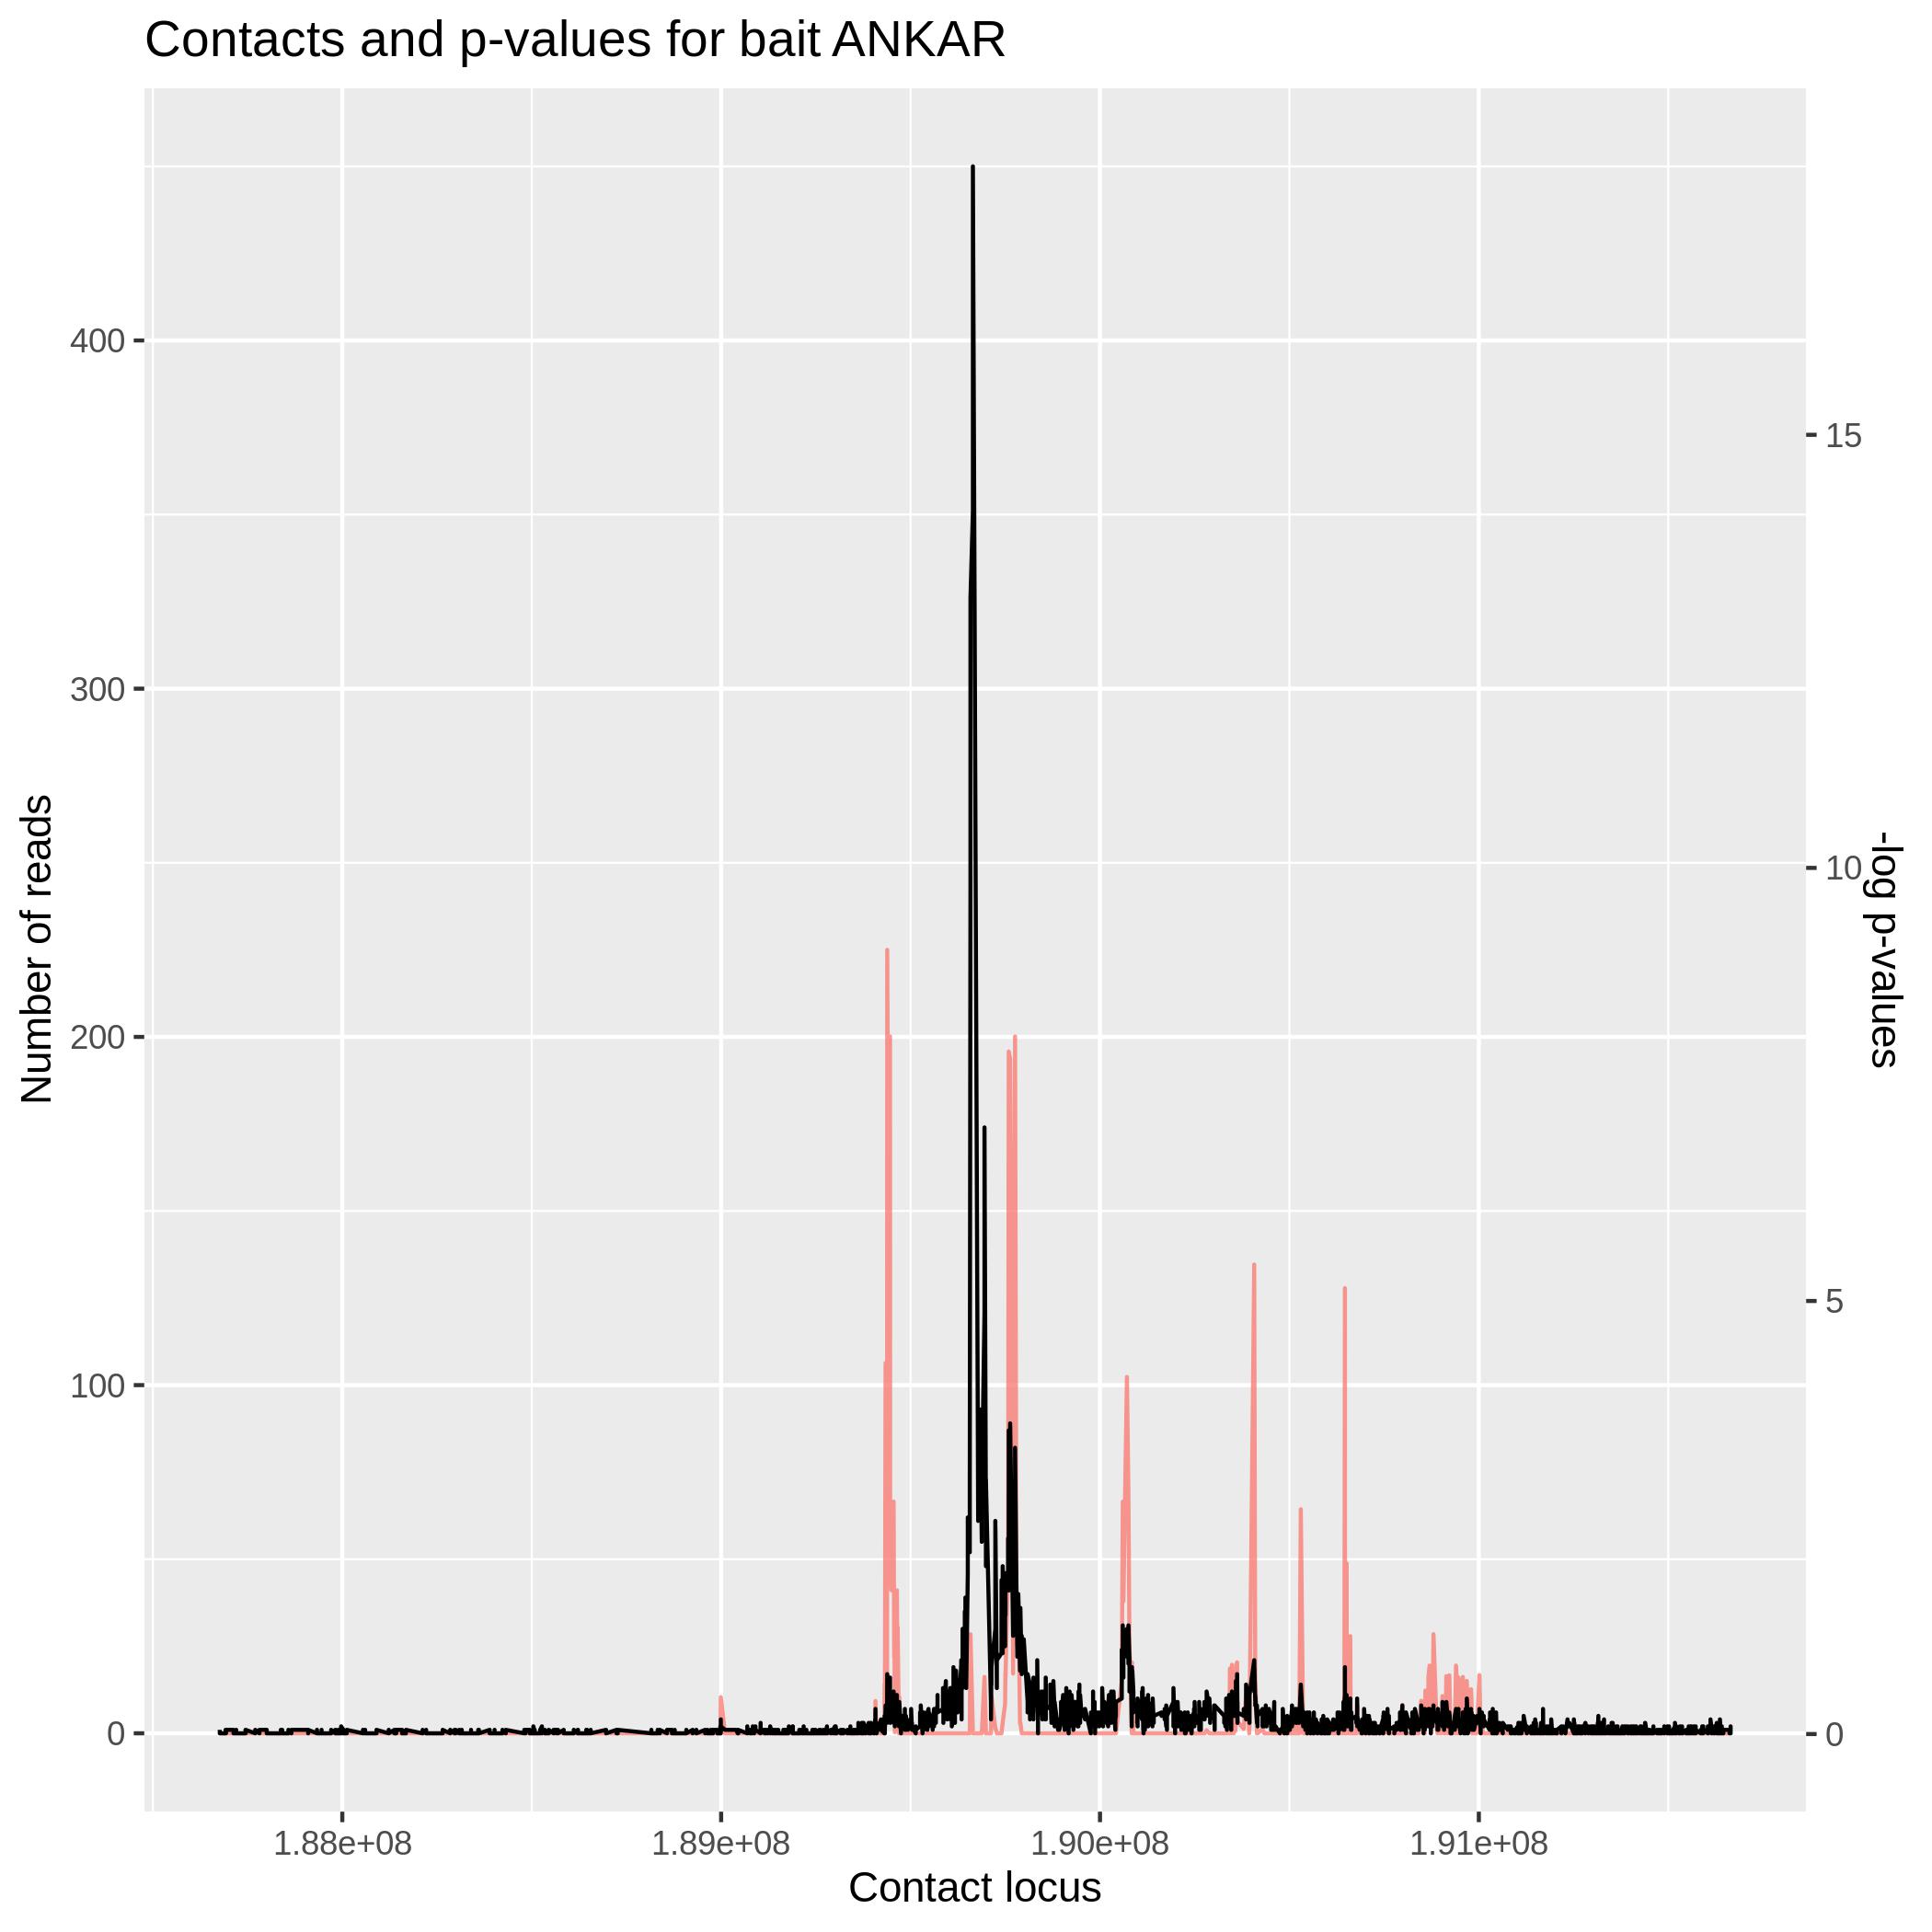 Contacts and p-values for bait ANKAR
Number of reads
400
300
200
100
0
15
10
5
0
-log p-values
1.88e+08
1.89e+08
1.90e+08
1.91e+08
Contact locus